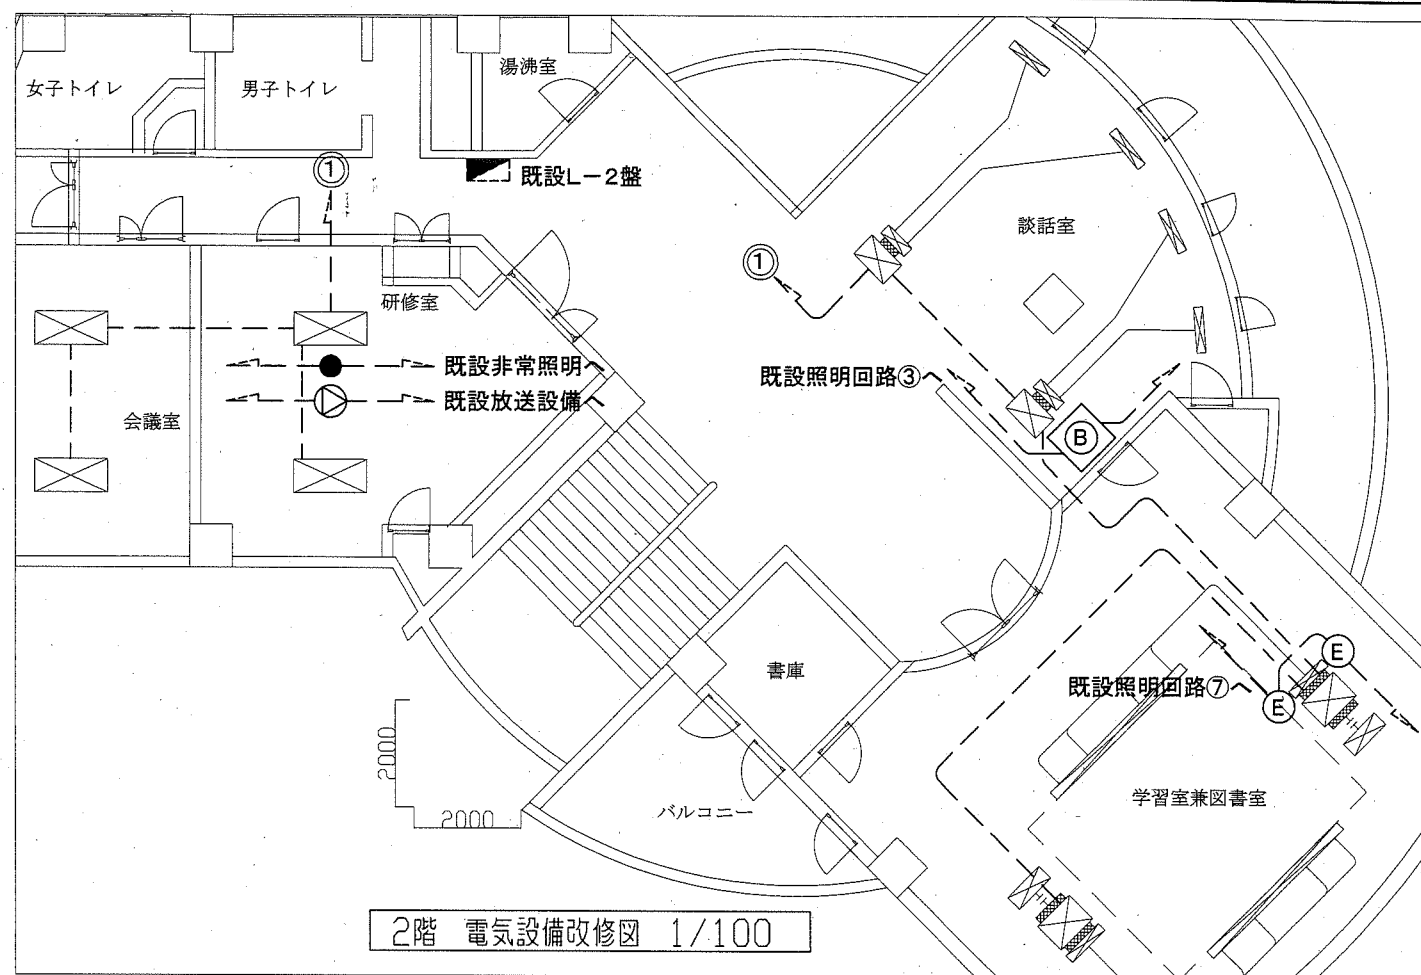 女子トイレ
男子トイレ
湯沸室
①
既設L－2盤
談話室
①
研修室
既設非常照明
既設照明回路③
既設放送設備
会議室
B
書庫
E
既設照明回路⑦
E
2000
学習室兼図書室
バルコニー
2000
2階 電気設備改修図 1/100